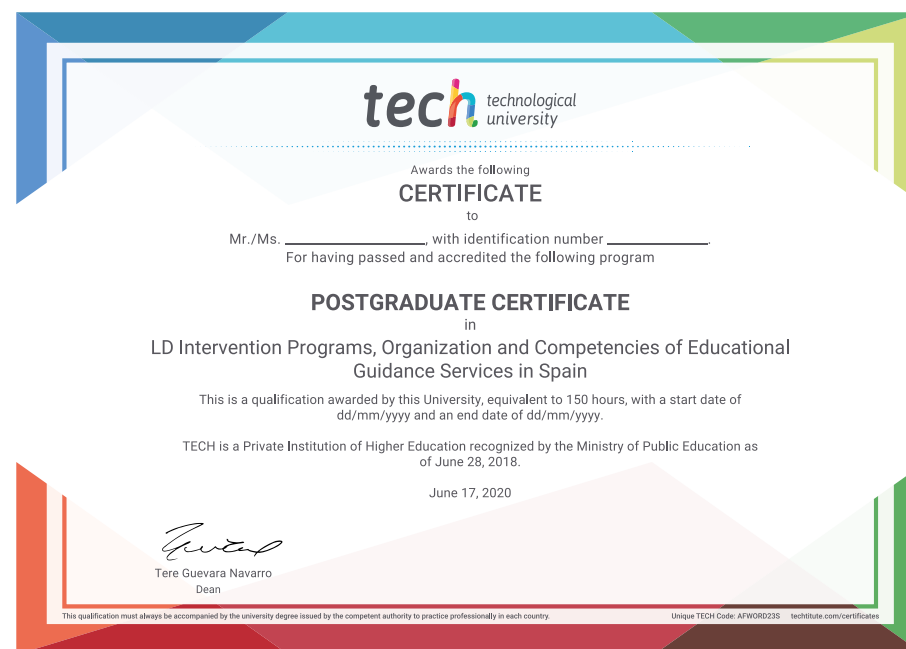 tech technological
university
Awards the following
CERTIFICATE
to
Mr./Ms. ____________, with identification number ____________.
For having passed and accredited the following program
POSTGRADUATE CERTIFICATE
in
LD Intervention Programs, Organization and Competencies of Educational
Guidance Services in Spain
This is a qualification awarded by this University, equivalent to 150 hours, with a start date of
dd/mm/yyyy and an end date of dd/mm/yyyy.
TECH is a Private Institution of Higher Education recognized by the Ministry of Public Education as
of June 28, 2018.
June 17, 2020
Tere Guevara Navarro
Dean
This qualification must always be accompanied by the university degree issued by the competent authority to practice professionally in each country.
Unique TECH Code: AFWORD23S techtitute.com/certificates